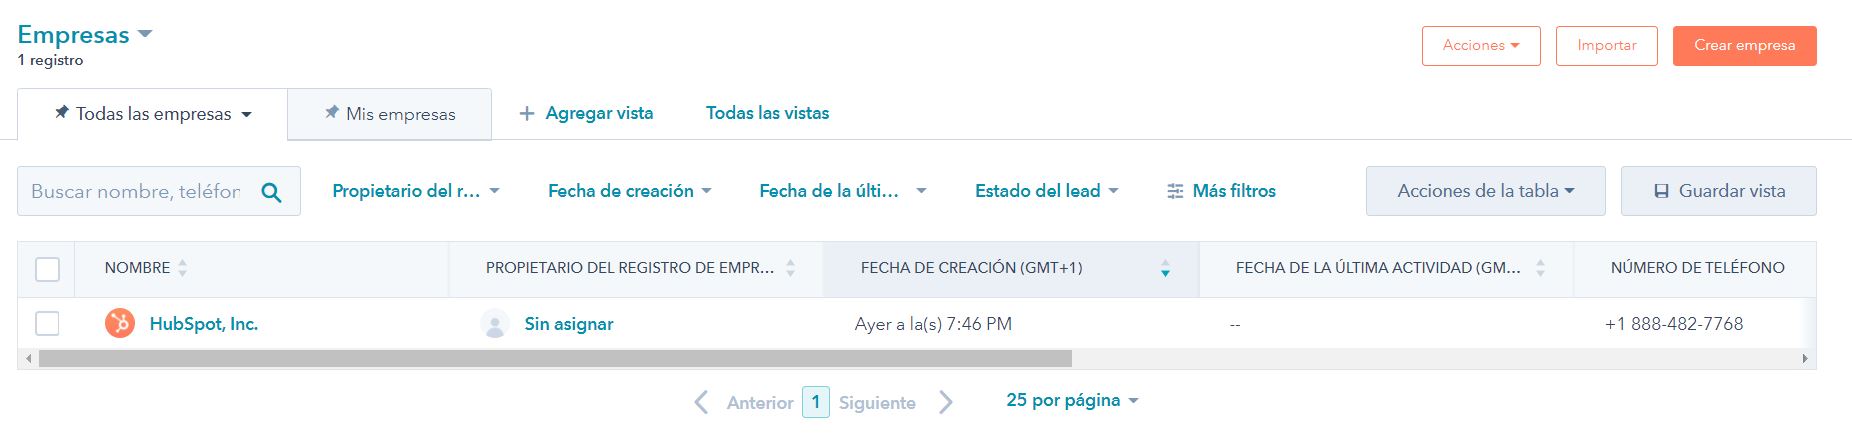 Empresas
1 registro
Acciones
Importar
Crear empresa
Todas las empresas
Mis empresas
+ Agregar vista
Todas las vistas
Buscar nombre, teléfon
Propietario del r...
Fecha de creación
Fecha de la últi...
Estado del lead
Más filtros
Acciones de la tabla
Guardar vista
NOMBRE
PROPIETARIO DEL REGISTRO DE EMPR...
FECHA DE CREACIÓN (GMT+1)
FECHA DE LA ÚLTIMA ACTIVIDAD (GM...
NÚMERO DE TELÉFONO
HubSpot, Inc.
Sin asignar
Ayer a la(s) 7:46 PM
--
+1 888-482-7768
Anterior
1
Siguiente
25 por página